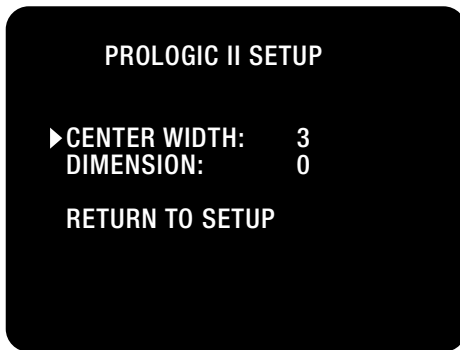 PROLOGIC II SETUP
CENTER WIDTH: 3
DIMENSION: 0
RETURN TO SETUP